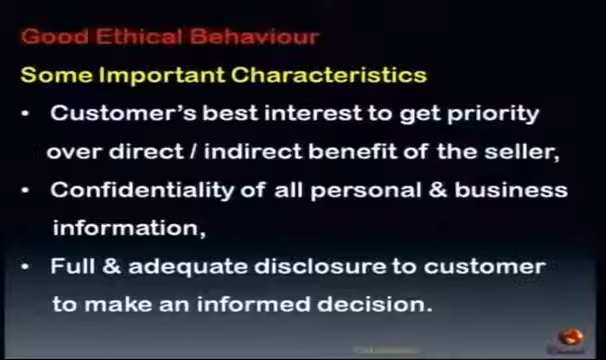 Good Ethical Behaviour
Some Important Characteristics
• Customer's best interest to get priority
over direct / indirect benefit of the seller,
• Confidentiality of all personal & business
information,
• Full & adequate disclosure to customer
to make an informed decision.